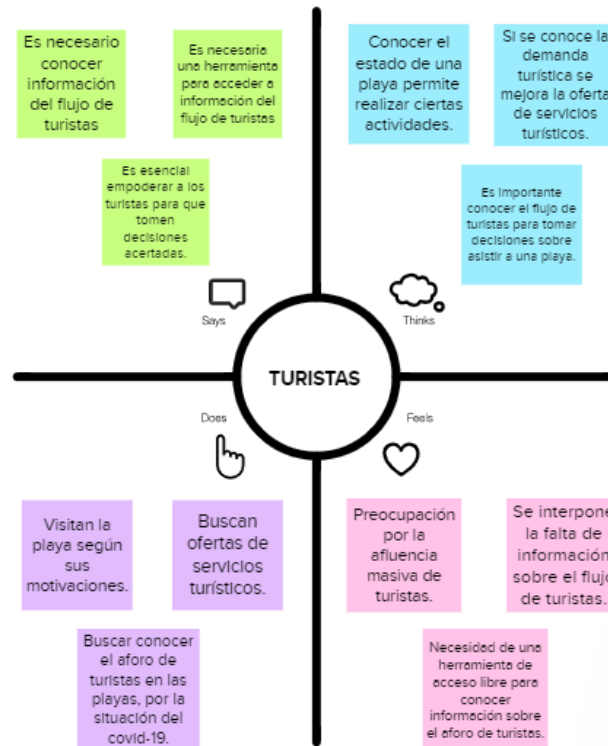 Es necesario
conocer
información
del flujo de
turistas
Es necesaria
una herramienta
para acceder a
información del
flujo de turistas
Es esencial
empoderar a los
turistas para que
tomen
decisiones
acertadas.
Says
Conocer el
estado de una
playa permite
realizar ciertas
actividades.
Si se conoce la
demanda
turística se
mejora la oferta
de servicios
turísticos.
Es importante
conocer el flujo de
turistas para tomar
decisiones sobre
asistir a una playa.
Thinks
TURISTAS
Does
Visitan la
playa según
sus
motivaciones.
Buscan
ofertas de
servicios
turísticos.
Buscar conocer
el aforo de
turistas en las
playas, por la
situación del
covid-19.
Feels
Preocupación
por la
afluencia
masiva de
turistas.
Se interpone
la falta de
información
sobre el flujo
de turistas.
Necesidad de una
herramienta de
acceso libre para
conocer
información sobre
el aforo de turistas.